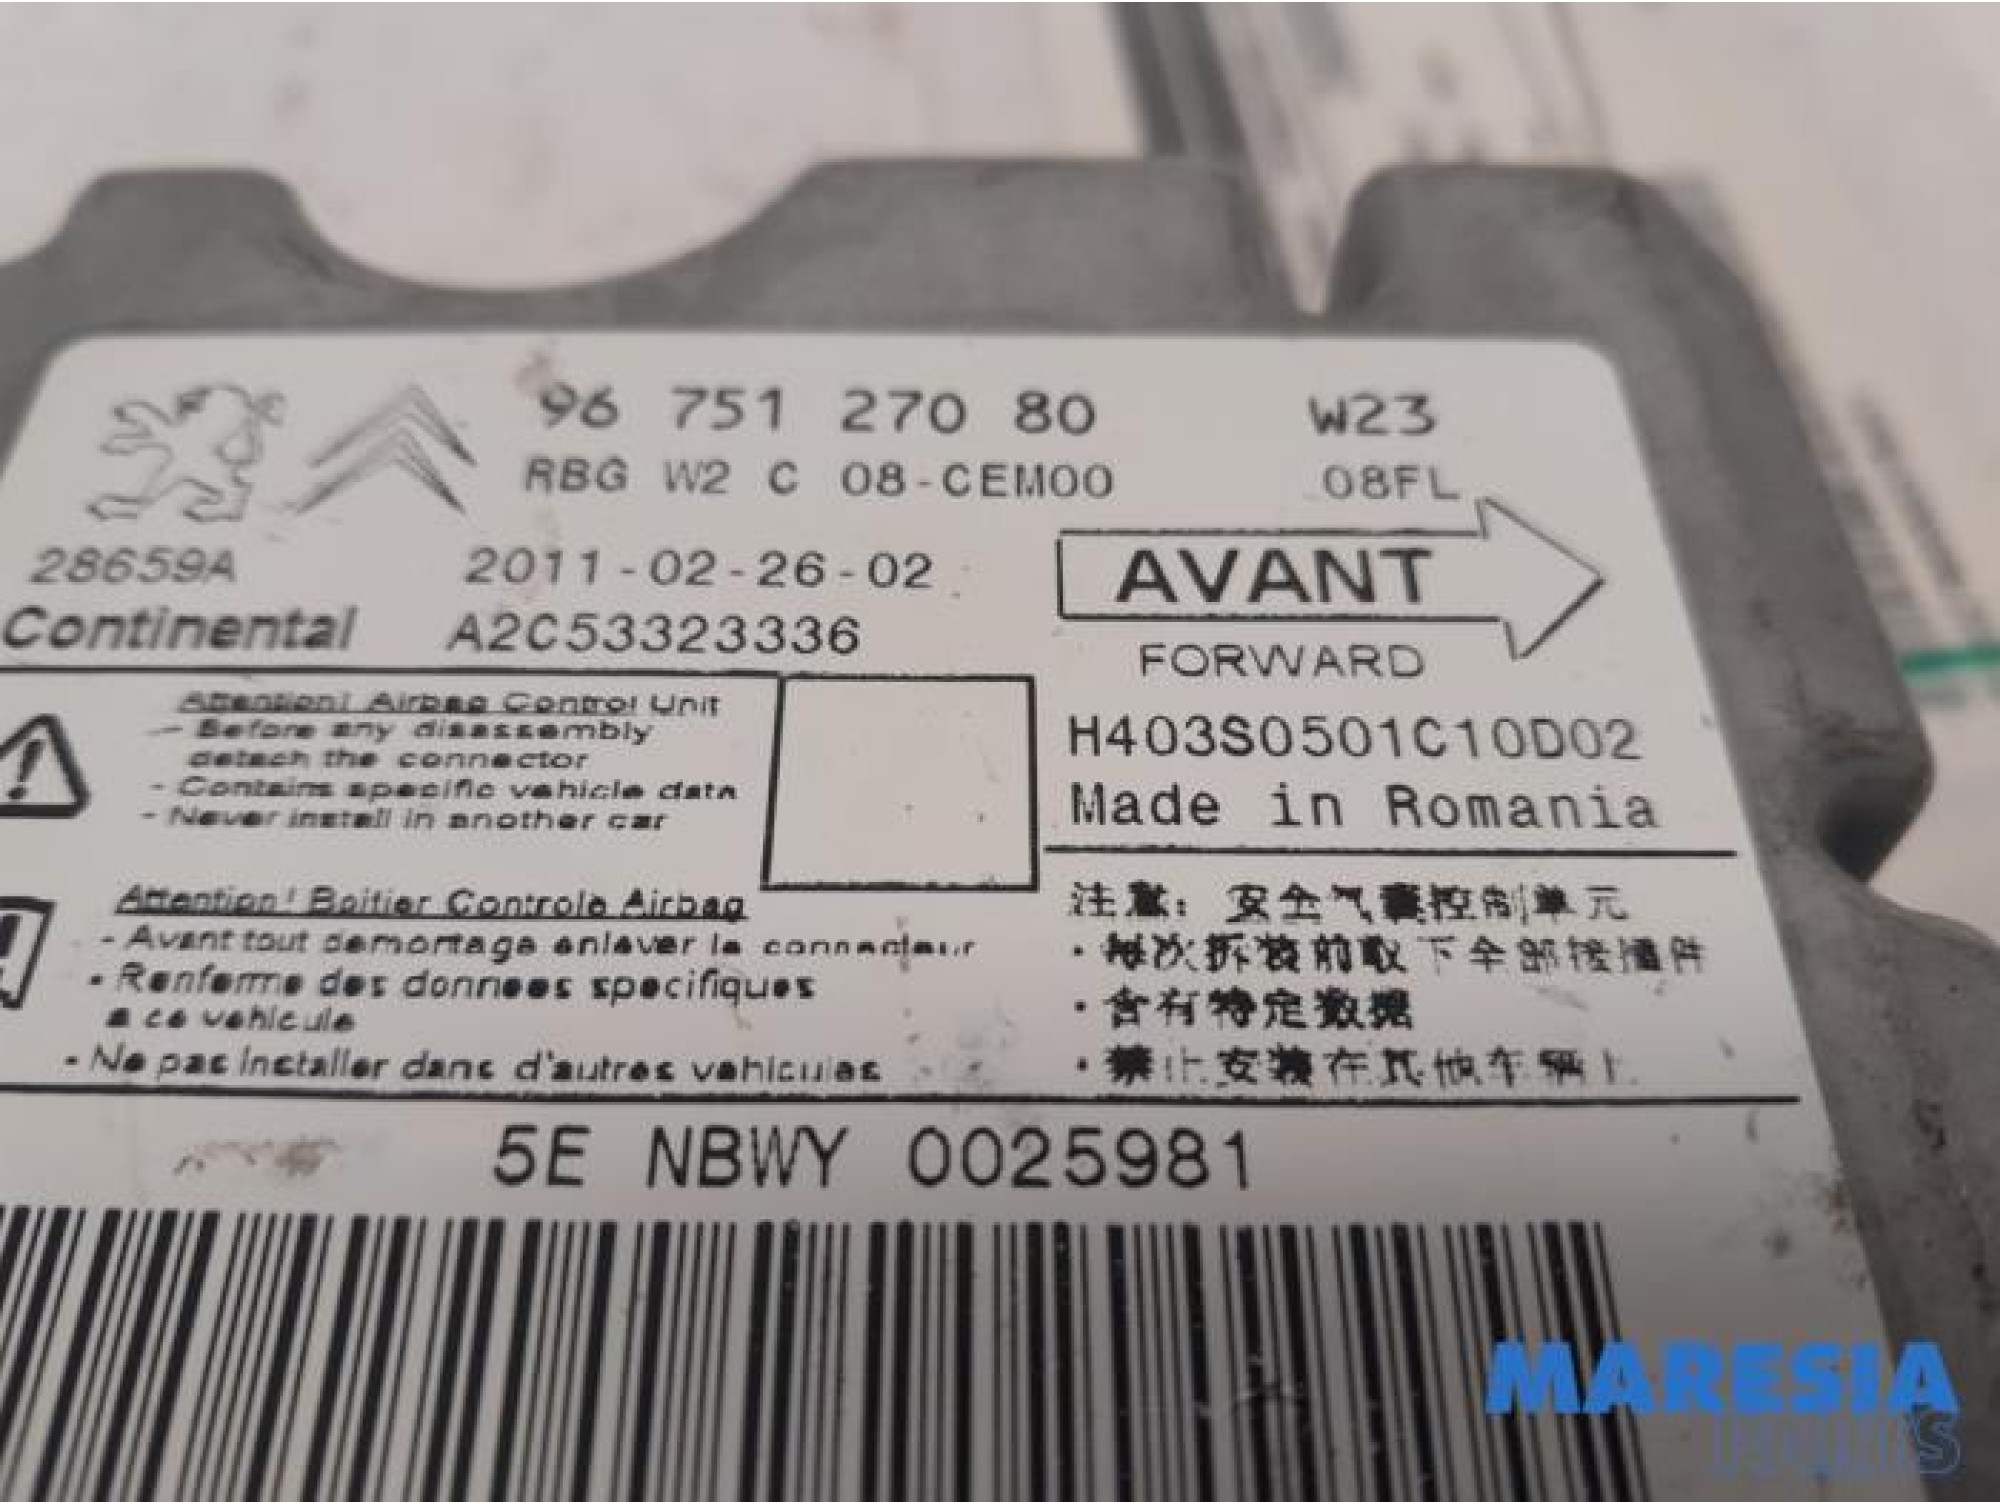 96 751 270 80 W23
RBG W2 C 08-CEM00 08FL
28659A 2011-02-26-02
AVANT
Continental A2C53323336
FORWARD
Attention! Airbag Control Unit
- Before any disassembly
detach the connector
- Contains specific vehicle data
- Never install in another car
H403S0501C10D02
Made in Romania
Attention! Boitier Controle Airbag
- Avant tout demontage enlever le connecteur
- Renferme des donnees specifiques
a ce vehicule
- Ne pas installer dans d'autres vehicules
注意：安全气囊控制单元
· 每次拆装前取下全部接插件
· 含有特定数据
· 禁止安装在其他车辆上
5E NBWY 0025981
MARESIA
PARTS